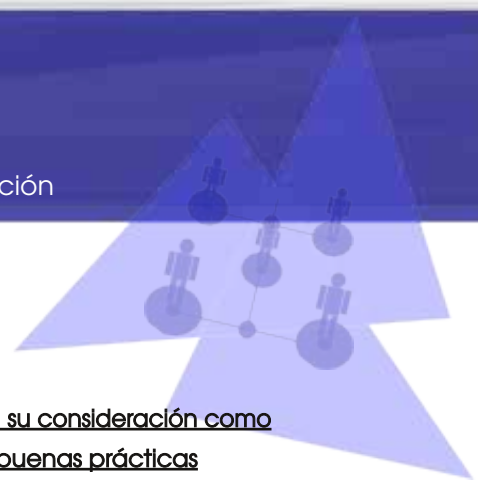 ción
su consideración como
buenas prácticas